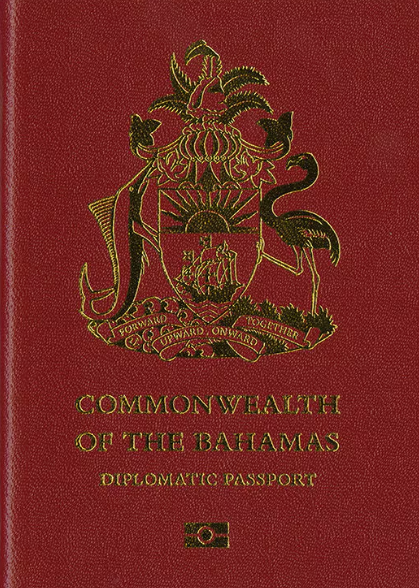 FORWARD
UPWARD, ONWARD
TOGETHER
COMMONWEALTH
OF THE BAHAMAS
DIPLOMATIC PASSPORT